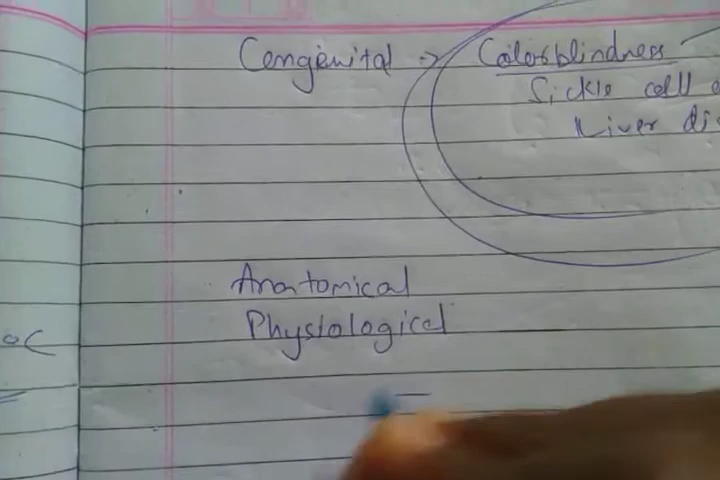 Congenital → Colorblindness
Sickle cell
Liver
Anatomical
Physiological